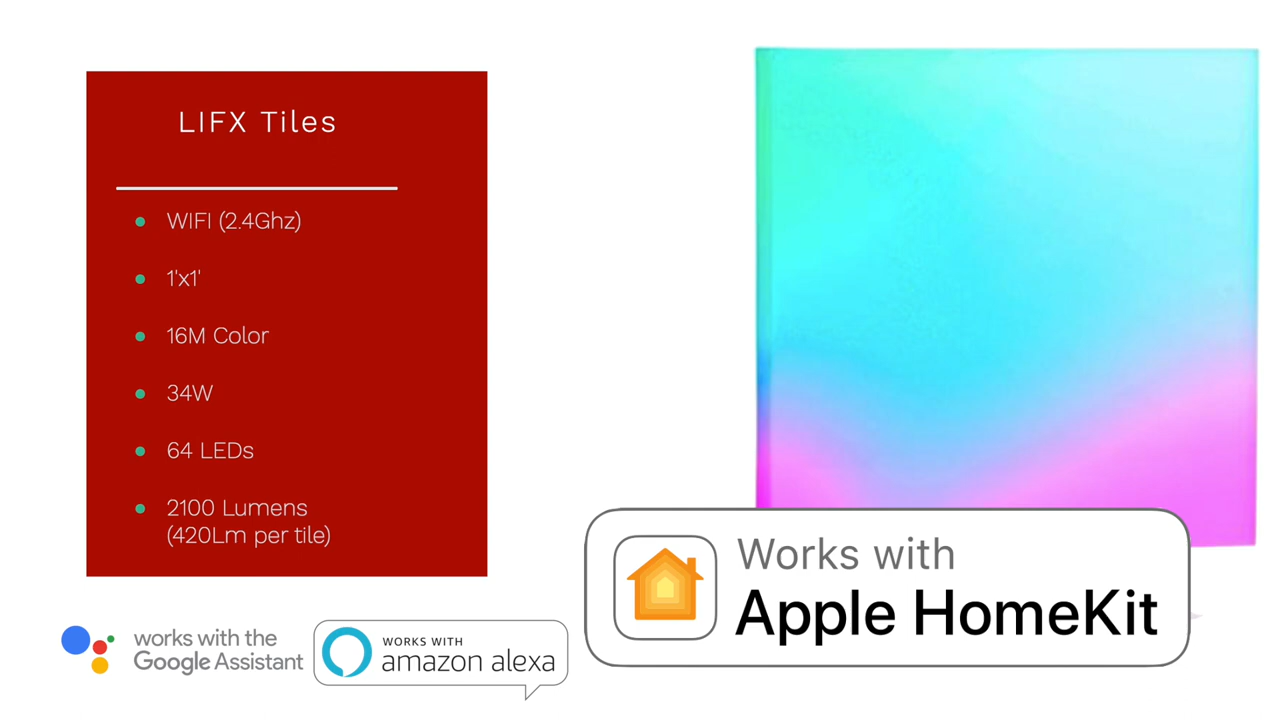 LIFX Tiles
WIFI (2.4Ghz)
1'x1'
16M Color
34W
64 LEDs
2100 Lumens
(420Lm per tile)
works with the
Google Assistant
WORKS WITH
amazon alexa
Works with
Apple HomeKit